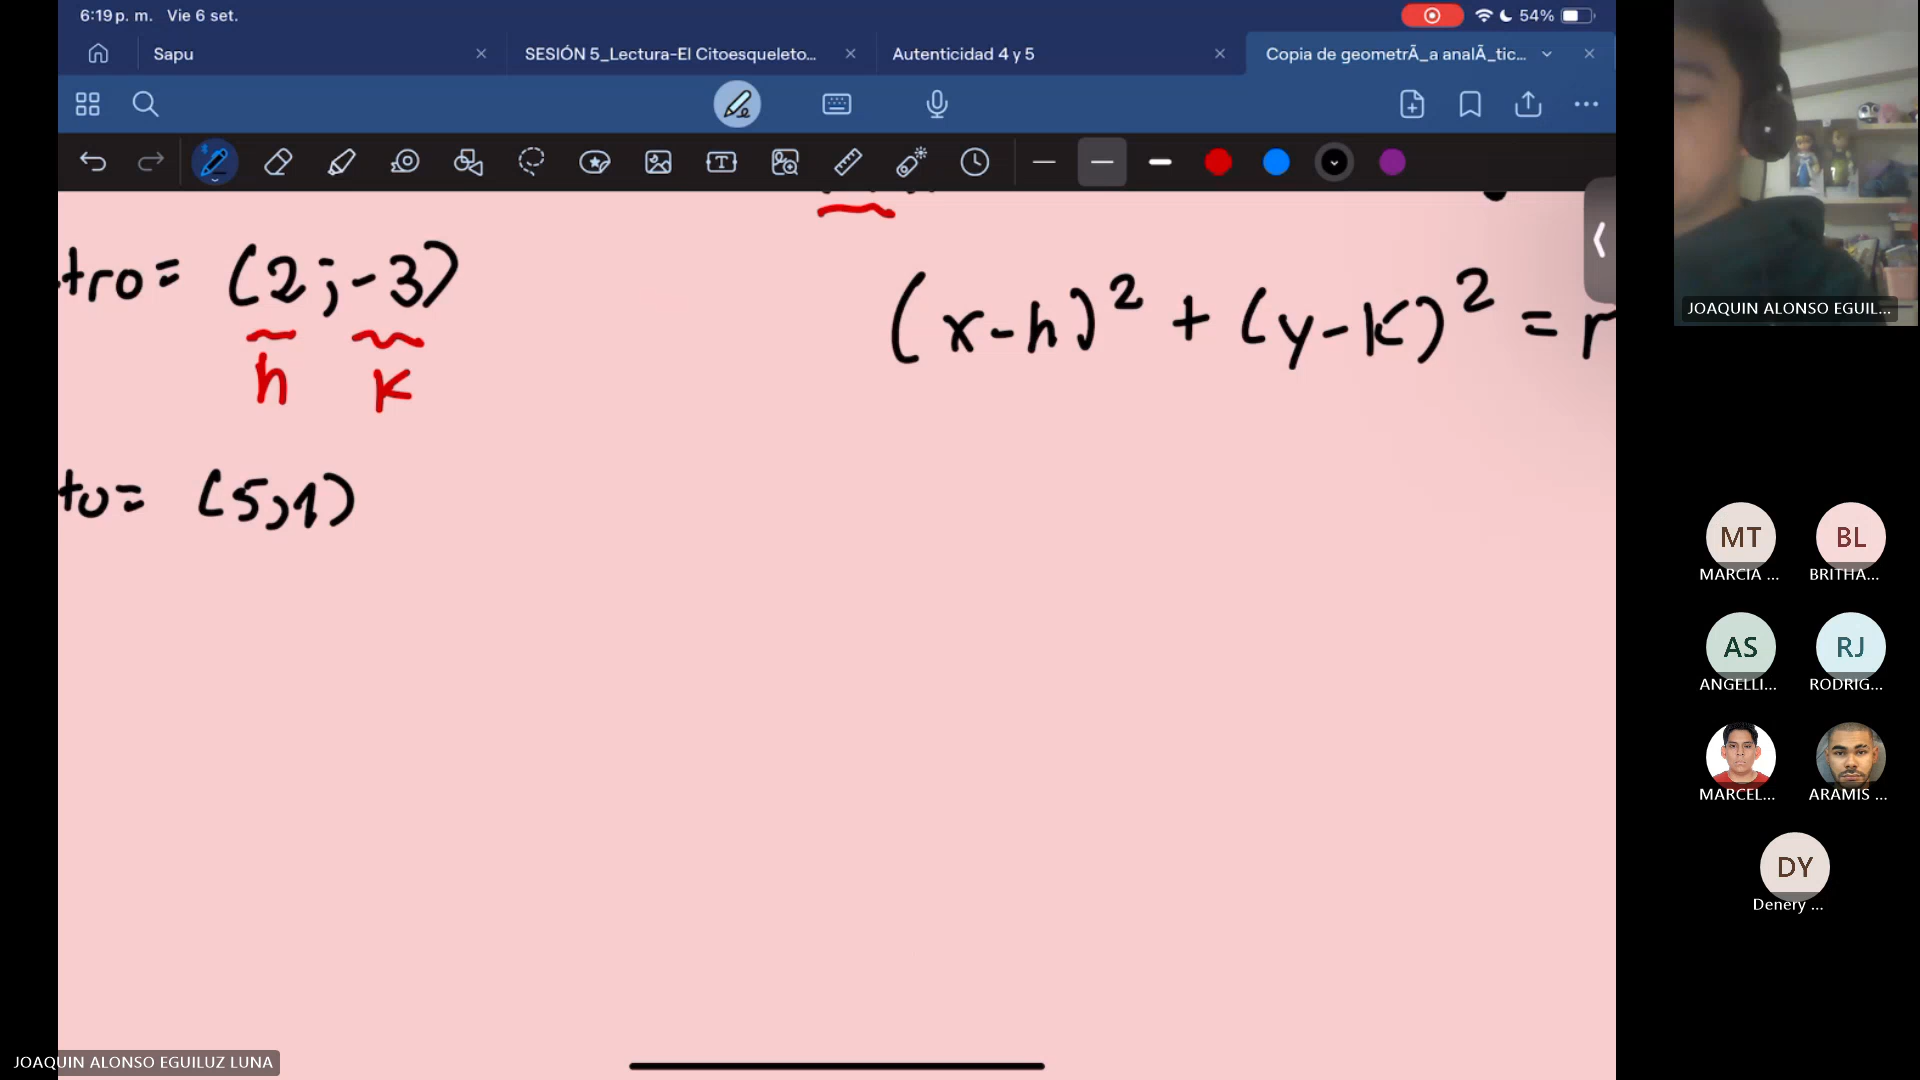 6:19 p. m. Vie 6 set.
54%
Sapu
SESIÓN 5_Lectura-El Citoesqueleto...
Autenticidad 4 y 5
Copia de geometrÃ_a analÃ_tic...
tro= (2;-3)
h k
(x-h)² + (y-k)² = r
to= (5;1)
JOAQUIN ALONSO EGUIL...
MT
MARCIA ...
BL
BRITHA...
AS
ANGELLI...
RJ
RODRIG...
MARCEL...
ARAMIS ...
DY
Denery ...
JOAQUIN ALONSO EGUILUZ LUNA